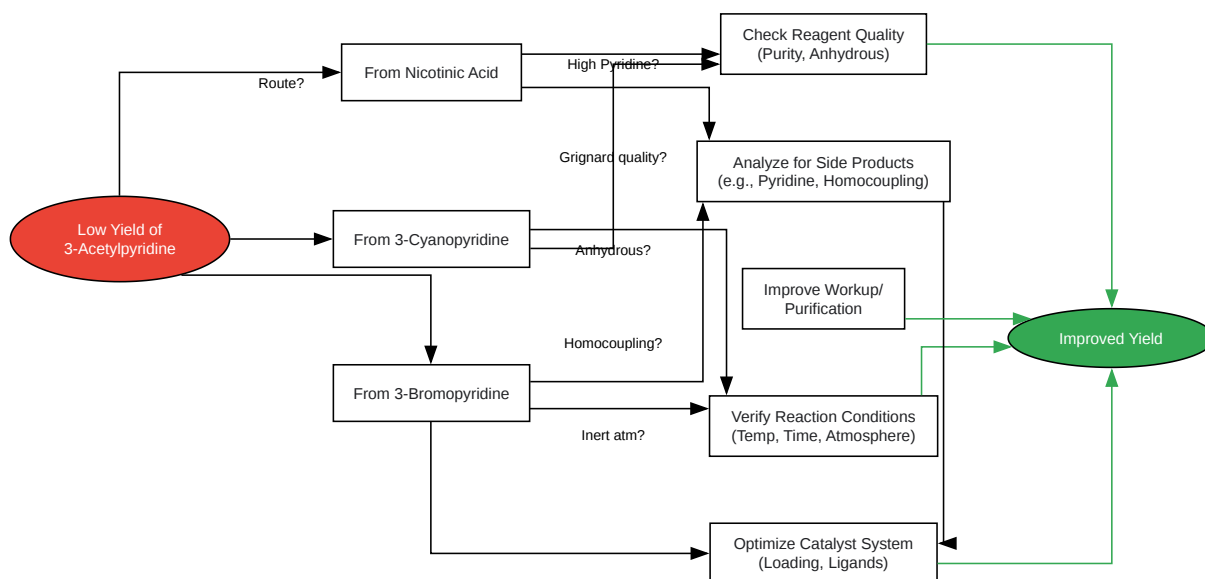 Check Reagent Quality
(Purity, Anhydrous)
From Nicotinic Acid
High Pyridine?
Route?
Grignard quality?
Analyze for Side Products
(e.g., Pyridine, Homocoupling)
Low Yield of
3-Acetylpyridine
From 3-Cyanopyridine
Anhydrous?
Improve Workup/
Purification
Improved Yield
Homocoupling?
From 3-Bromopyridine
Verify Reaction Conditions
(Temp, Time, Atmosphere)
Inert atm?
Optimize Catalyst System
(Loading, Ligands)